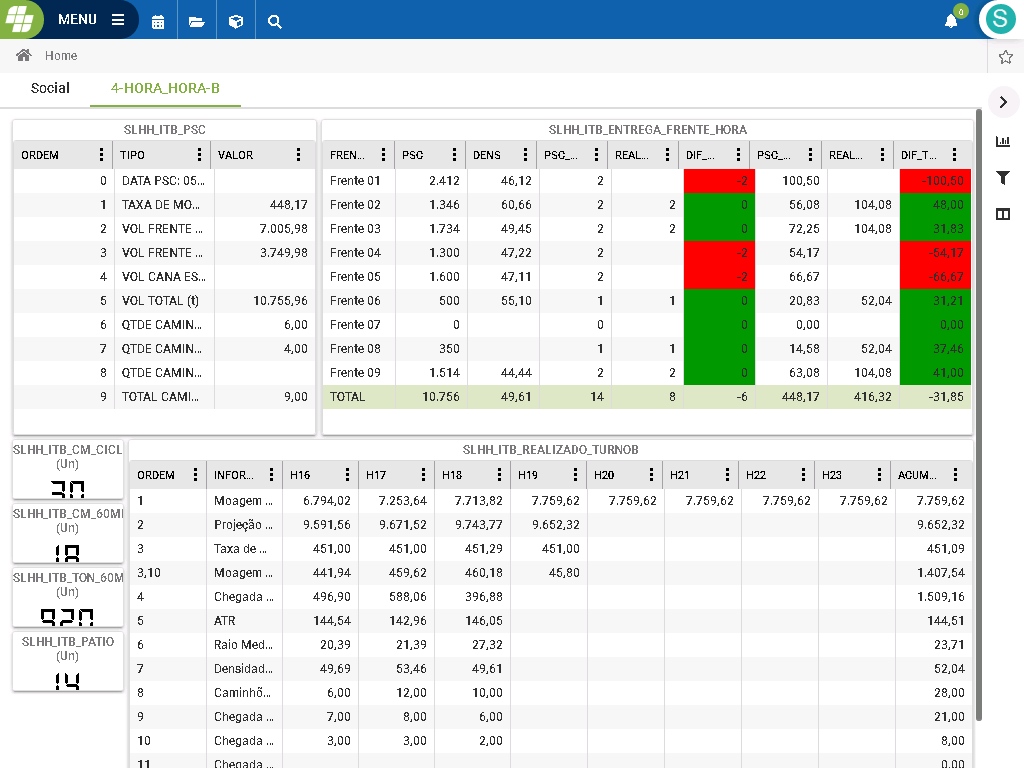 MENU
6
S
Home
Social
4-HORA_HORA-B
SLHH_ITB_PSC
ORDEM TIPO VALOR
0 DATA PSC: 05...
1 TAXA DE MO... 448,17
2 VOL FRENTE ... 7.005,98
3 VOL FRENTE ... 3.749,98
4 VOL CANA ES...
5 VOL TOTAL (t) 10.755,96
6 QTDE CAMIN... 6,00
7 QTDE CAMIN... 4,00
8 QTDE CAMIN...
9 TOTAL CAMI... 9,00
SLHH_ITB_ENTREGA_FRENTE_HORA
FREN... PSC DENS PSC_... REAL... DIF_... PSC_... REAL... DIF_T...
Frente 01 2.412 46,12 2 -2 100,50 -100,50
Frente 02 1.346 60,66 2 2 0 56,08 104,08 48,00
Frente 03 1.734 49,45 2 2 0 72,25 104,08 31,83
Frente 04 1.300 47,22 2 -2 54,17 -54,17
Frente 05 1.600 47,11 2 -2 66,67 -66,67
Frente 06 500 55,10 1 1 0 20,83 52,04 31,21
Frente 07 0 0 0 0,00 0,00
Frente 08 350 1 1 0 14,58 52,04 37,46
Frente 09 1.514 44,44 2 2 0 63,08 104,08 41,00
TOTAL 10.756 49,61 14 8 -6 448,17 416,32 -31,85
SLHH_ITB_CM_CICL
(Un)
30
SLHH_ITB_CM_60MI
(Un)
18
SLHH_ITB_TON_60M
(Un)
920
SLHH_ITB_PATIO
(Un)
14
SLHH_ITB_REALIZADO_TURNOB
ORDEM INFOR... H16 H17 H18 H19 H20 H21 H22 H23 ACUM...
1 Moagem ... 6.794,02 7.253,64 7.713,82 7.759,62 7.759,62 7.759,62 7.759,62 7.759,62 7.759,62
2 Projeção ... 9.591,56 9.671,52 9.743,77 9.652,32 9.652,32
3 Taxa de ... 451,00 451,00 451,29 451,00 451,09
3,10 Moagem ... 441,94 459,62 460,18 45,80 1.407,54
4 Chegada ... 496,90 588,06 396,88 1.509,16
5 ATR 144,54 142,96 146,05 144,51
6 Raio Med... 20,39 21,39 27,32 23,71
7 Densidad... 49,69 53,46 49,61 52,04
8 Caminhõ... 6,00 12,00 10,00 28,00
9 Chegada ... 7,00 8,00 6,00 21,00
10 Chegada ... 3,00 3,00 2,00 8,00
11 Chegada ... 0,00